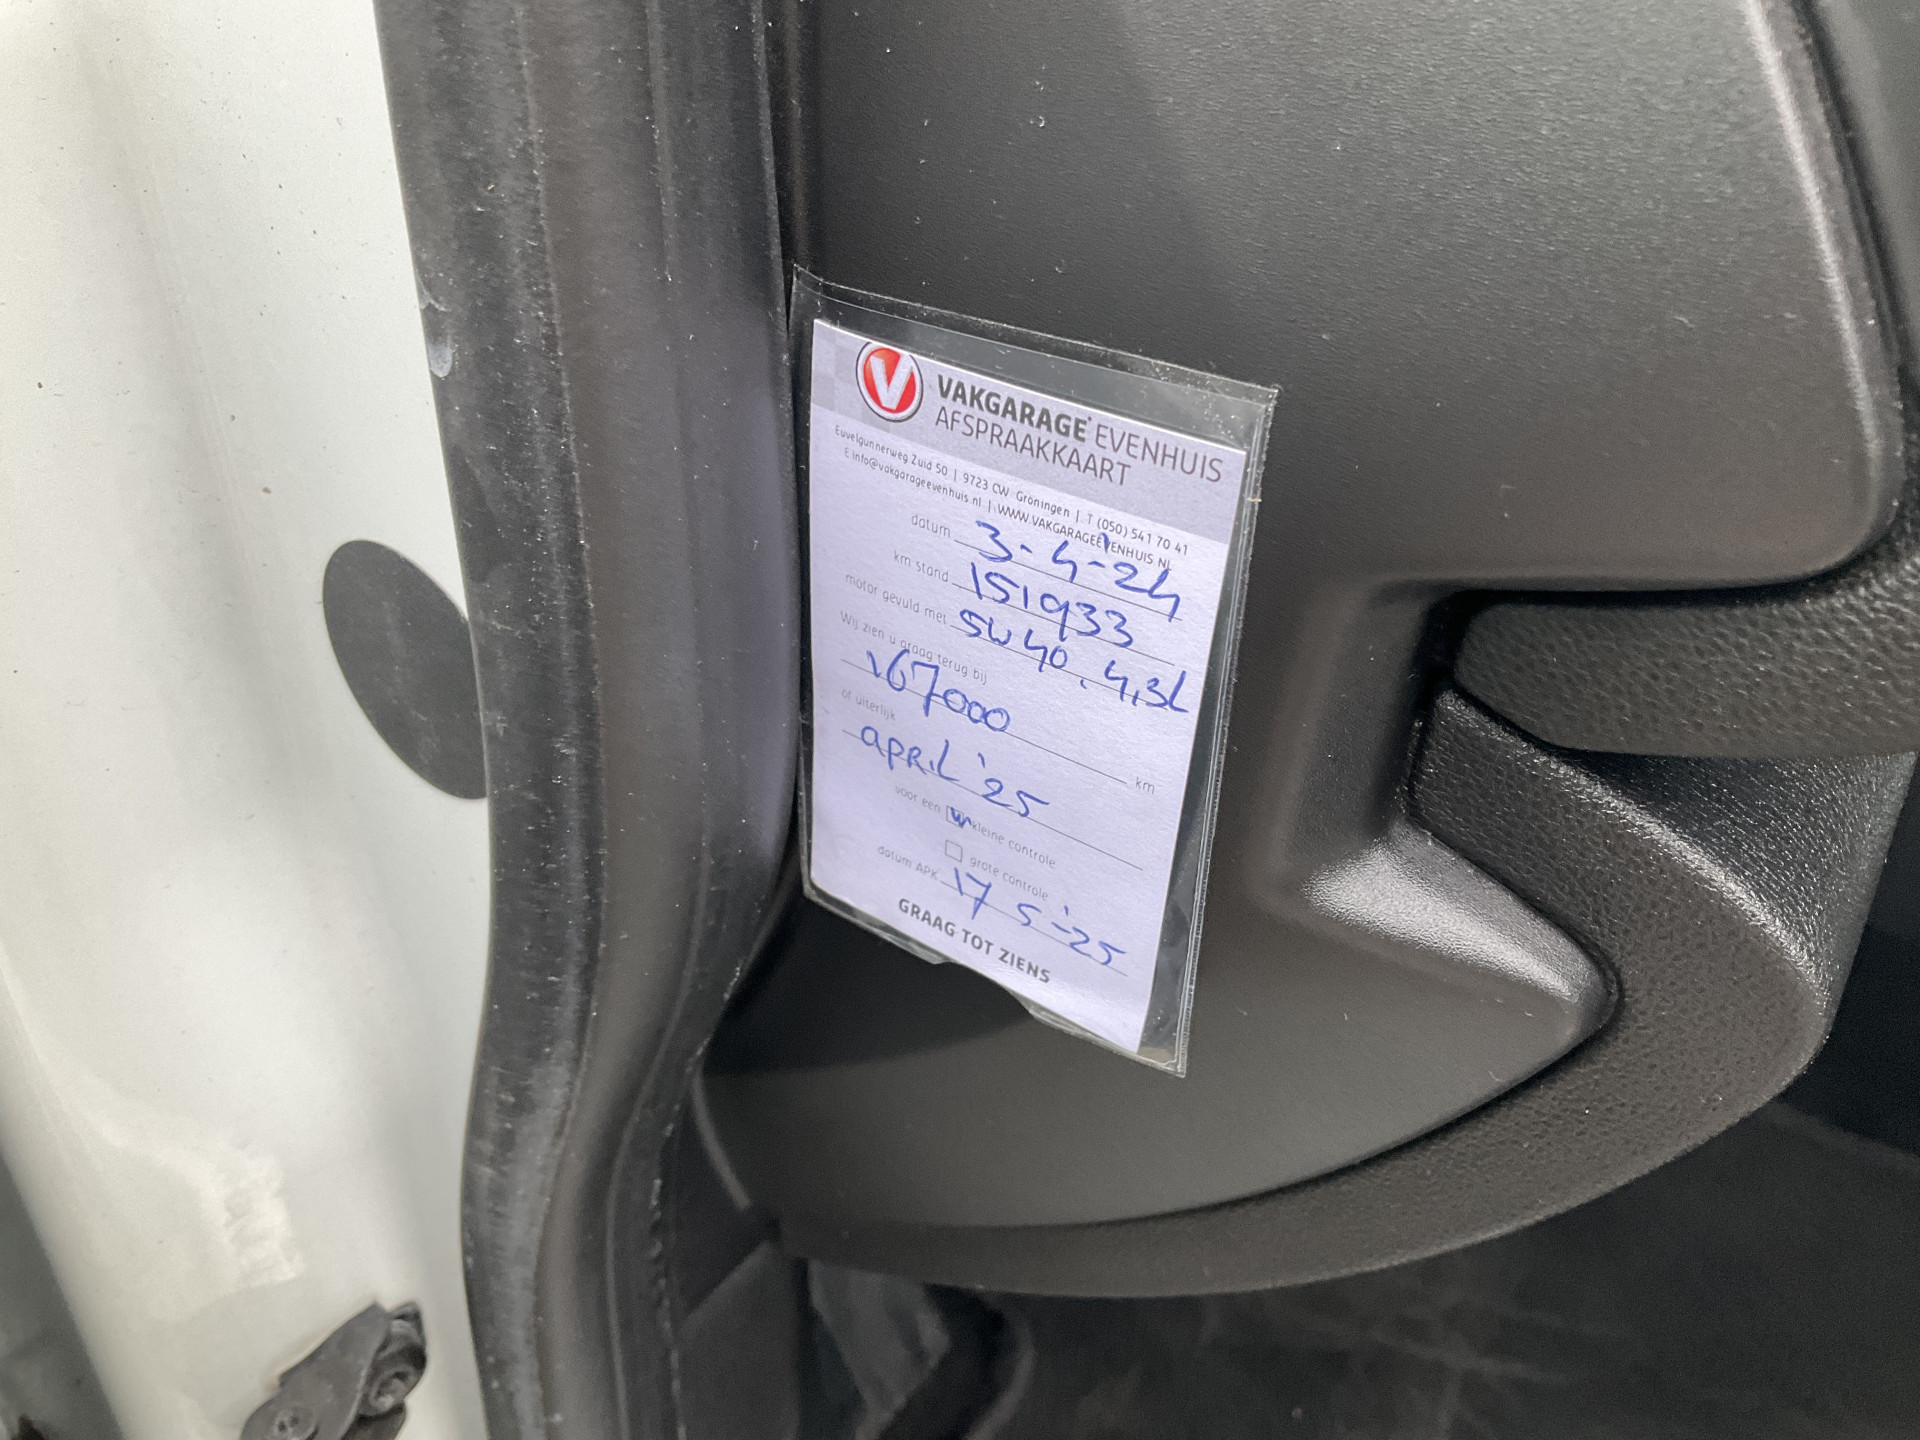 V
VAKGARAGE EVENHUIS
AFSPRAAKKAART
Euvelgunnerweg Zuid 50 | 9723 CW Groningen | T (050) 541 70 41
E info@vakgarageevenhuis.nl | WWW.VAKGARAGEEVENHUIS.NL
datum 3-4-'24
km stand 151933
motor gevuld met 5W40. 4,3L
Wij zien u graag terug bij
167000 km
of uiterlijk
april '25
voor een kleine controle
grote controle
datum APK 17 5-'25
GRAAG TOT ZIENS